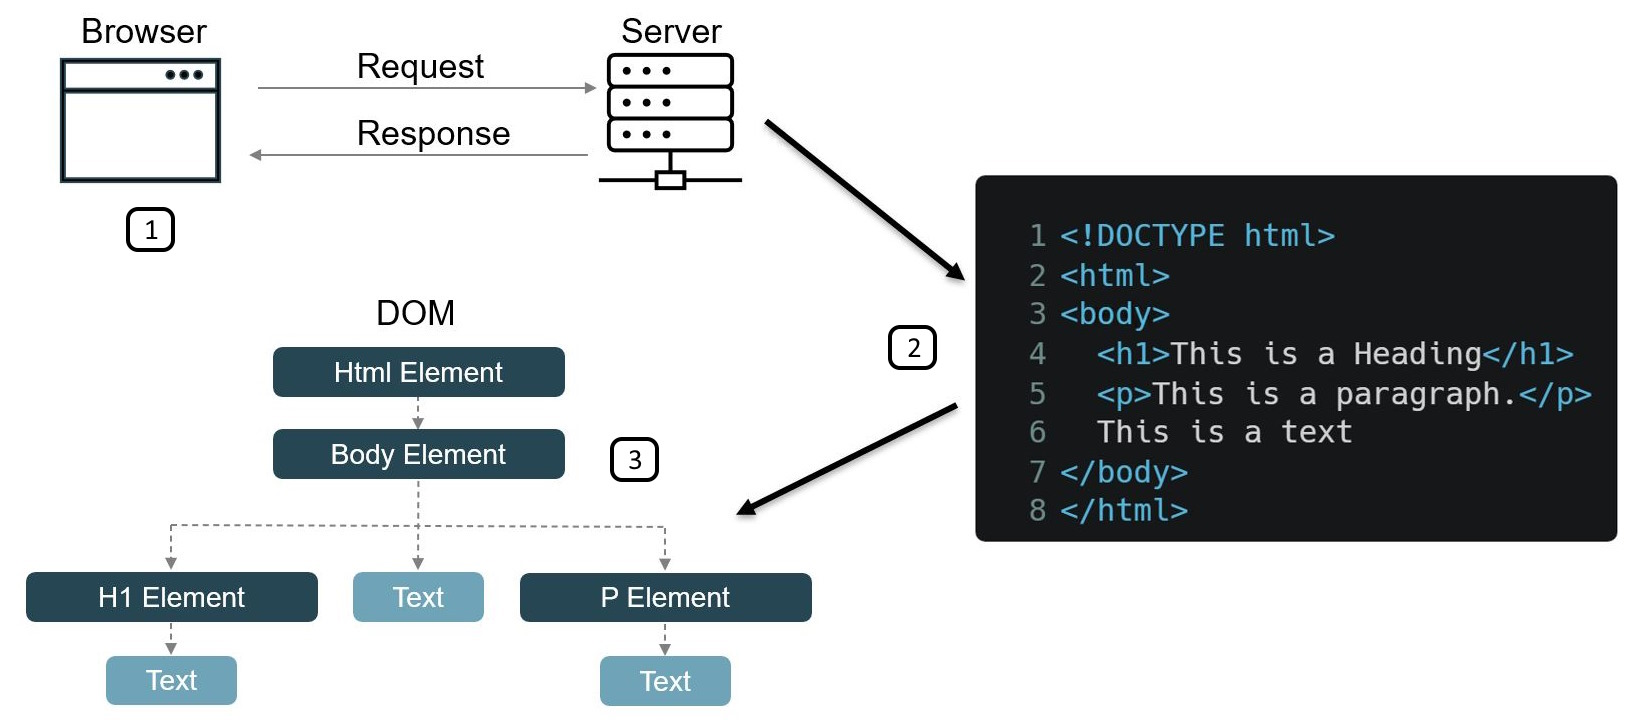 Browser
Server
Request
Response
1
1 <!DOCTYPE html>
2 <html>
3 <body>
4   <h1>This is a Heading</h1>
5   <p>This is a paragraph.</p>
6   This is a text
7 </body>
8 </html>
2
DOM
Html Element
Body Element
3
H1 Element
Text
P Element
Text
Text